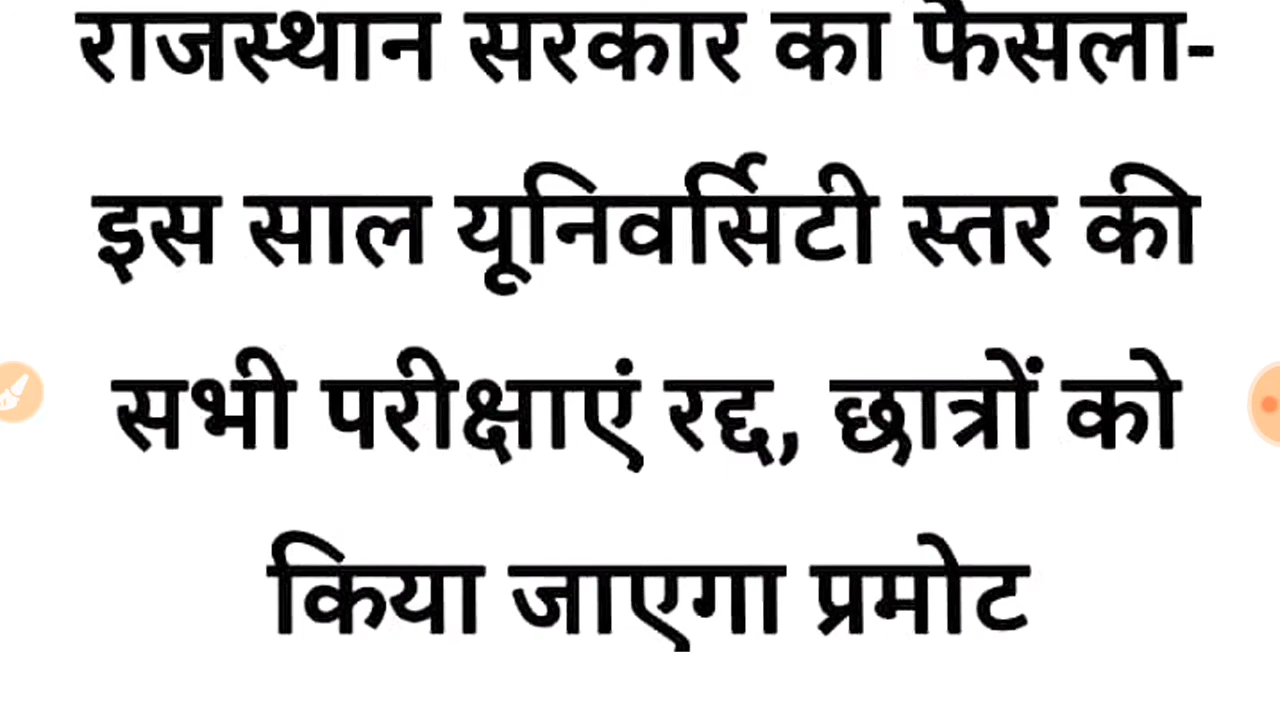 राजस्थान सरकार का फैसला-
इस साल यूनिवर्सिटी स्तर की
सभी परीक्षाएं रद्द, छात्रों को
किया जाएगा प्रमोट